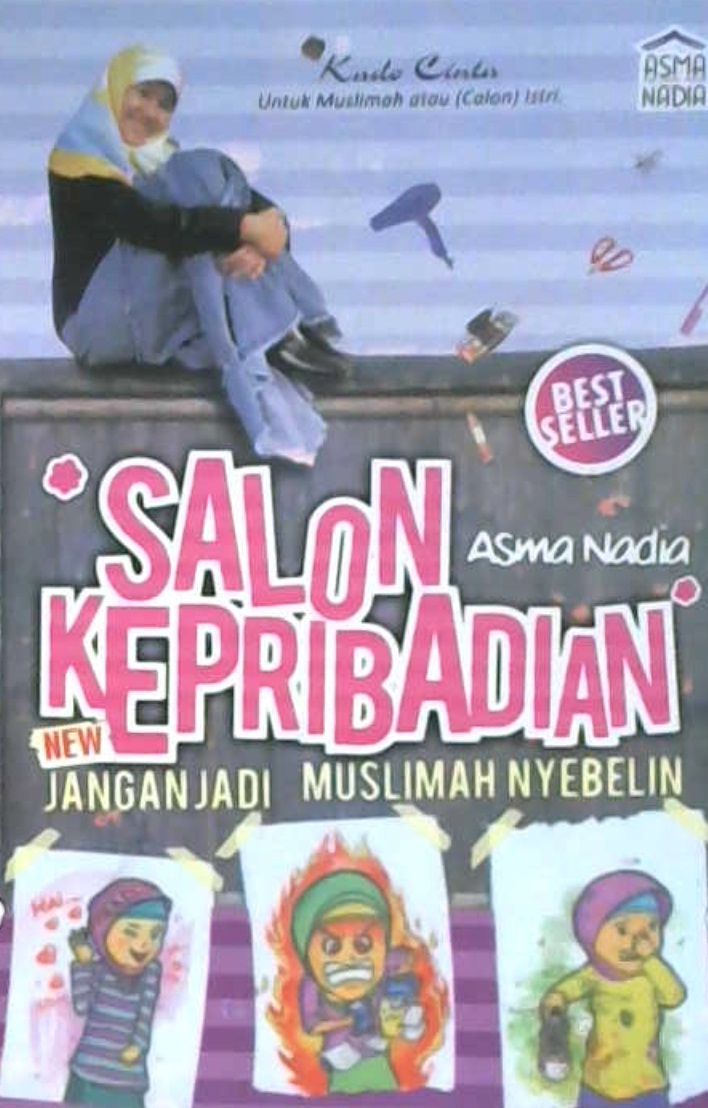 Kado Cinta
Untuk Muslimah atau (Calon) Istri.
ASMA
NADIA
BEST
SELLER
SALON
Asma Nadia
KEPRIBADIAN
NEW
JANGAN JADI MUSLIMAH NYEBELIN
HAI